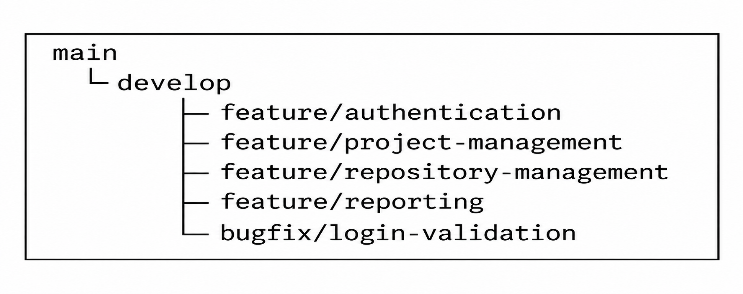 main
└─ develop
├─ feature/authentication
├─ feature/project-management
├─ feature/repository-management
├─ feature/reporting
└─ bugfix/login-validation